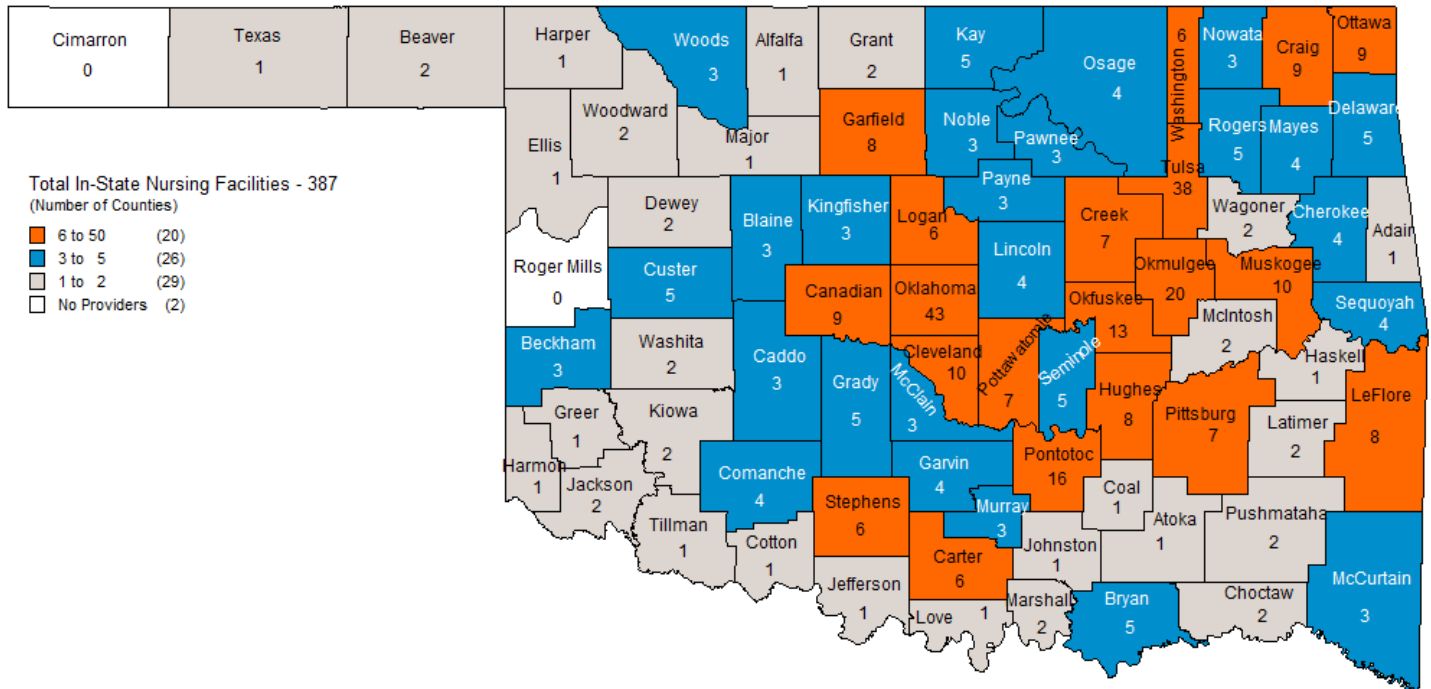 Cimarron
0
Texas
1
Beaver
2
Harper
1
Woods
3
Alfalfa
1
Grant
2
Kay
5
Osage
4
Washington
6
Nowata
3
Craig
9
Ottawa
9
Ellis
1
Woodward
2
Major
1
Garfield
8
Noble
3
Pawnee
3
Tulsa
38
Rogers
5
Mayes
4
Delaware
5
Total In-State Nursing Facilities - 387
(Number of Counties)
6 to 50 (20)
3 to 5 (26)
1 to 2 (29)
No Providers (2)
Dewey
2
Blaine
3
Kingfisher
3
Logan
6
Payne
3
Creek
7
Wagoner
2
Cherokee
4
Adair
1
Roger Mills
0
Custer
5
Canadian
9
Oklahoma
43
Lincoln
4
Okfuskee
13
Okmulgee
20
Muskogee
10
McIntosh
2
Sequoyah
4
Beckham
3
Washita
2
Caddo
3
Grady
5
McClain
3
Cleveland
10
Pottawatomie
7
Seminole
5
Hughes
8
Pittsburg
7
Haskell
1
Latimer
2
LeFlore
8
Greer
1
Kiowa
2
Harmon
1
Jackson
2
Comanche
4
Stephens
6
Garvin
4
Murray
3
Pontotoc
16
Coal
1
Atoka
1
Pushmataha
2
McCurtain
3
Tillman
1
Cotton
1
Jefferson
1
Carter
6
Love
1
Johnston
1
Marshall
2
Bryan
5
Choctaw
2